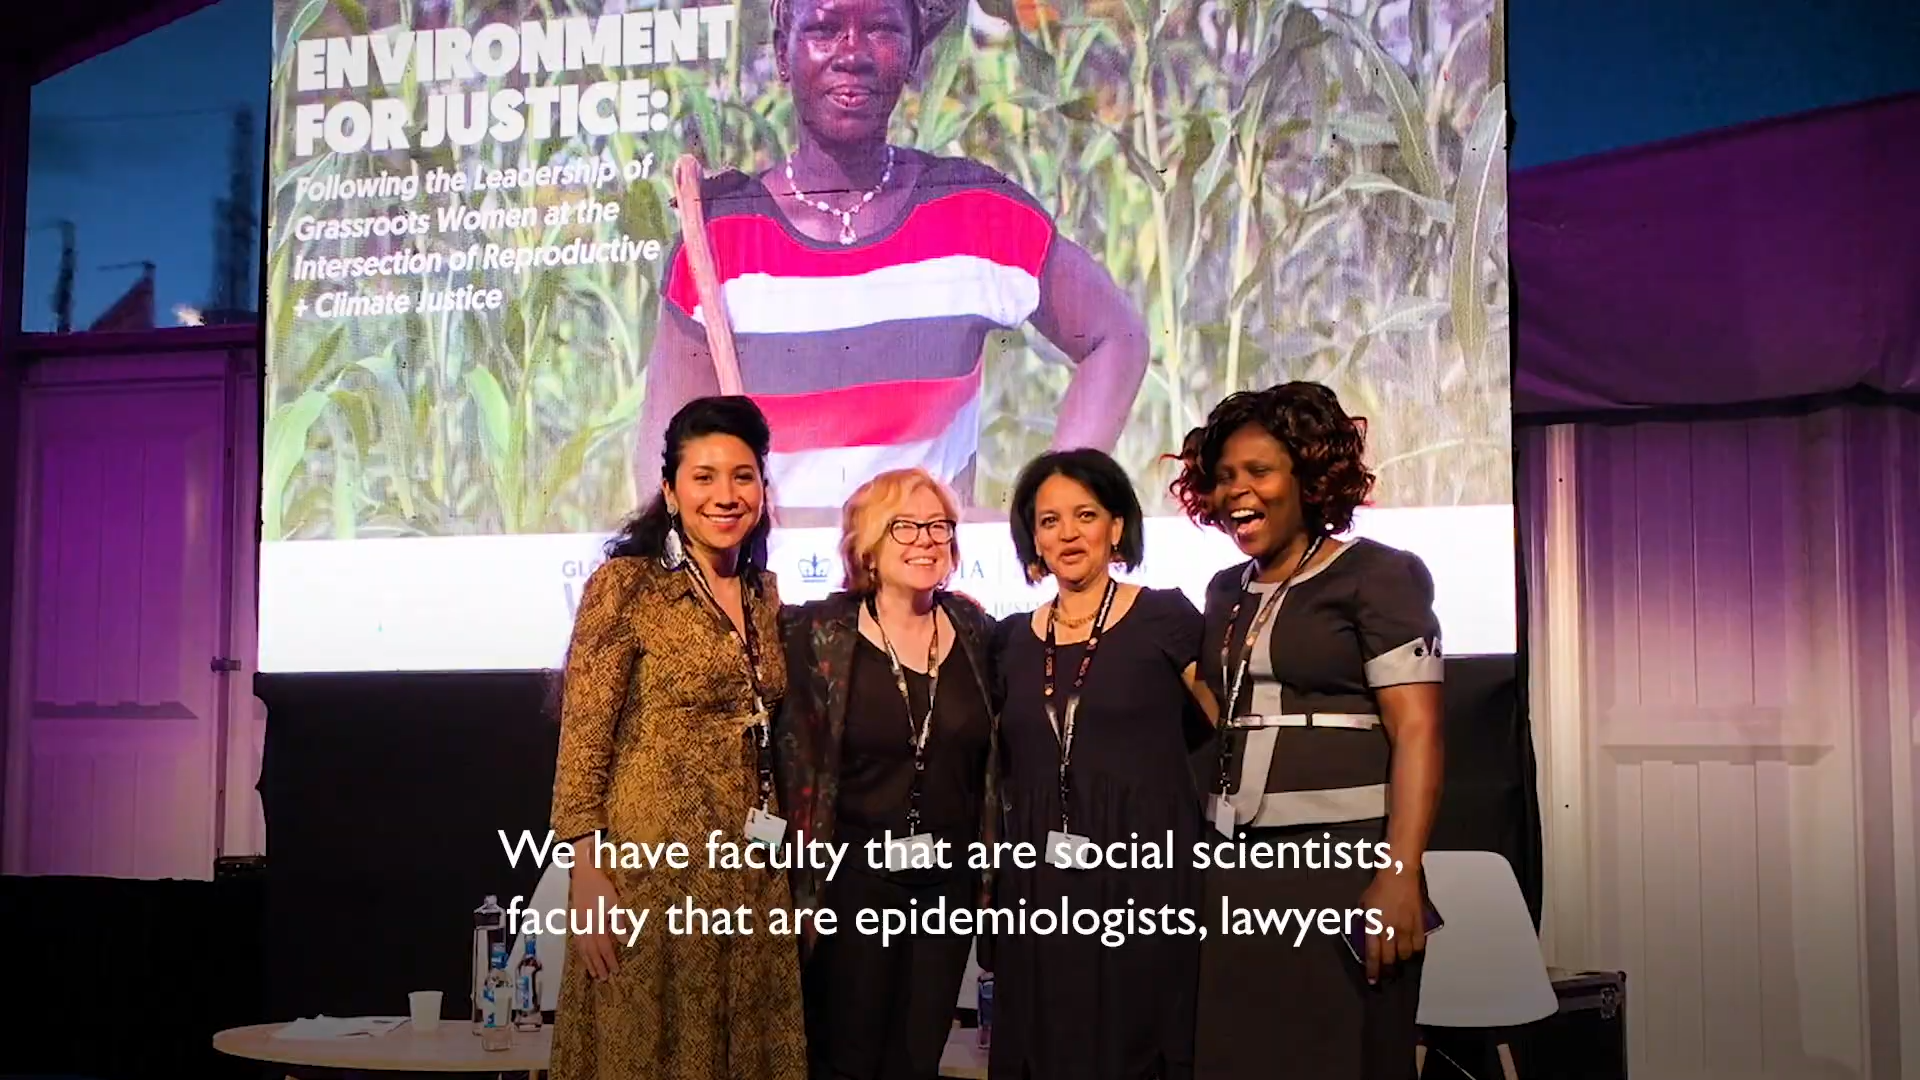 ENVIRONMENT
FOR JUSTICE:
Following the Leadership of
Grassroots Women at the
Intersection of Reproductive
+ Climate Justice
We have faculty that are social scientists,
faculty that are epidemiologists, lawyers,